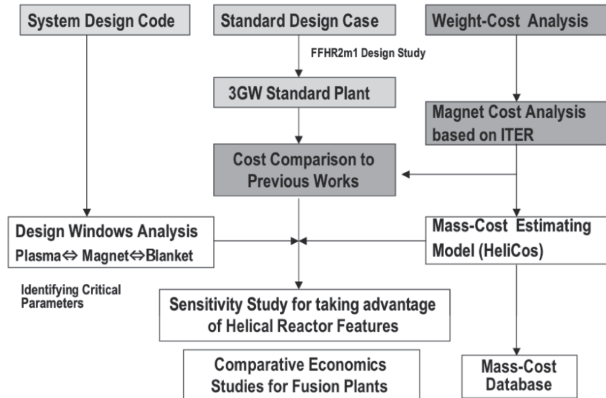 System Design Code
Standard Design Case
Weight-Cost Analysis
FFHR2m1 Design Study
3GW Standard Plant
Magnet Cost Analysis
based on ITER
Cost Comparison to
Previous Works
Design Windows Analysis
Plasma⇔ Magnet⇔Blanket
Mass-Cost Estimating
Model (HeliCos)
Identifying Critical
Parameters
Sensitivity Study for taking advantage
of Helical Reactor Features
Comparative Economics
Studies for Fusion Plants
Mass-Cost
Database